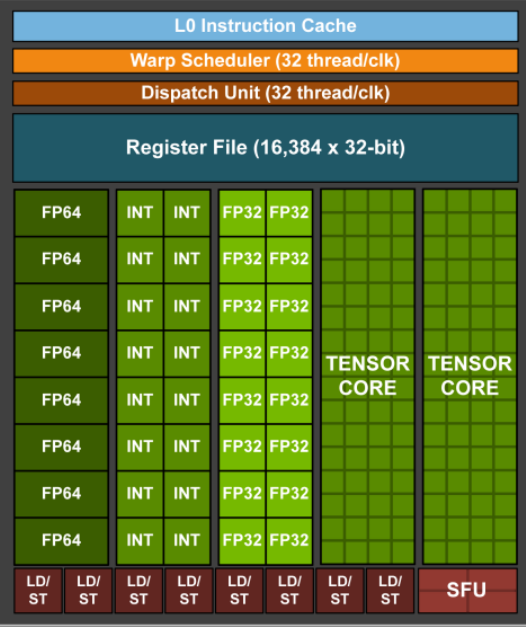 L0 Instruction Cache
Warp Scheduler (32 thread/clk)
Dispatch Unit (32 thread/clk)
Register File (16,384 x 32-bit)
FP64 INT INT FP32 FP32
FP64 INT INT FP32 FP32
FP64 INT INT FP32 FP32
FP64 INT INT FP32 FP32
TENSOR TENSOR
CORE CORE
FP64 INT INT FP32 FP32
FP64 INT INT FP32 FP32
FP64 INT INT FP32 FP32
FP64 INT INT FP32 FP32
LD/ LD/ LD/ LD/ LD/ LD/ LD/ LD/
ST ST ST ST ST ST ST ST
SFU